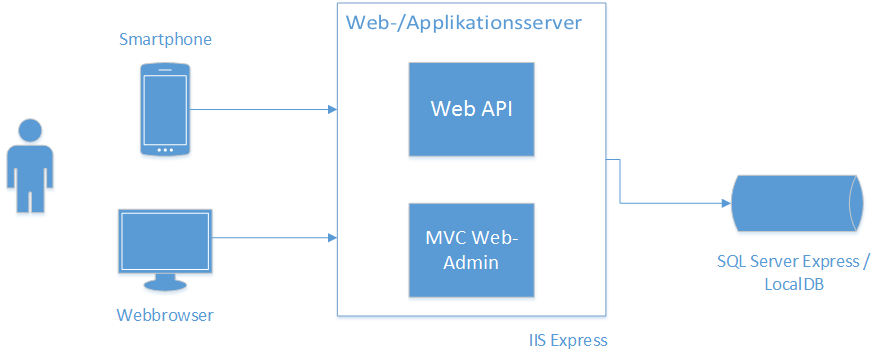 Web-/Applikationsserver
Smartphone
Web API
MVC Web-
Admin
Webbrowser
IIS Express
SQL Server Express /
LocalDB